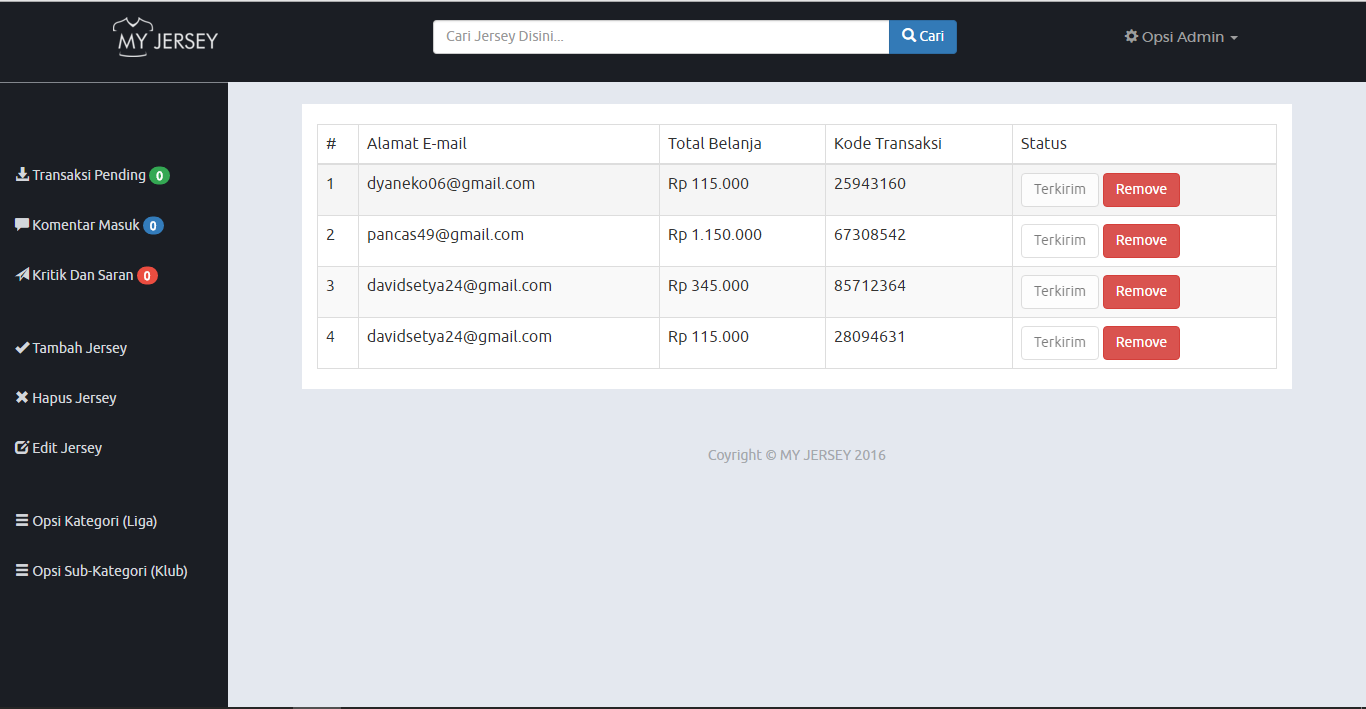 MY JERSEY
Cari Jersey Disini...
Cari
Opsi Admin
Transaksi Pending 0
Komentar Masuk 0
Kritik Dan Saran 0
Tambah Jersey
Hapus Jersey
Edit Jersey
Opsi Kategori (Liga)
Opsi Sub-Kategori (Klub)
# Alamat E-mail Total Belanja Kode Transaksi Status
1 dyaneko06@gmail.com Rp 115.000 25943160 Terkirim Remove
2 pancas49@gmail.com Rp 1.150.000 67308542 Terkirim Remove
3 davidsetya24@gmail.com Rp 345.000 85712364 Terkirim Remove
4 davidsetya24@gmail.com Rp 115.000 28094631 Terkirim Remove
Coyright © MY JERSEY 2016